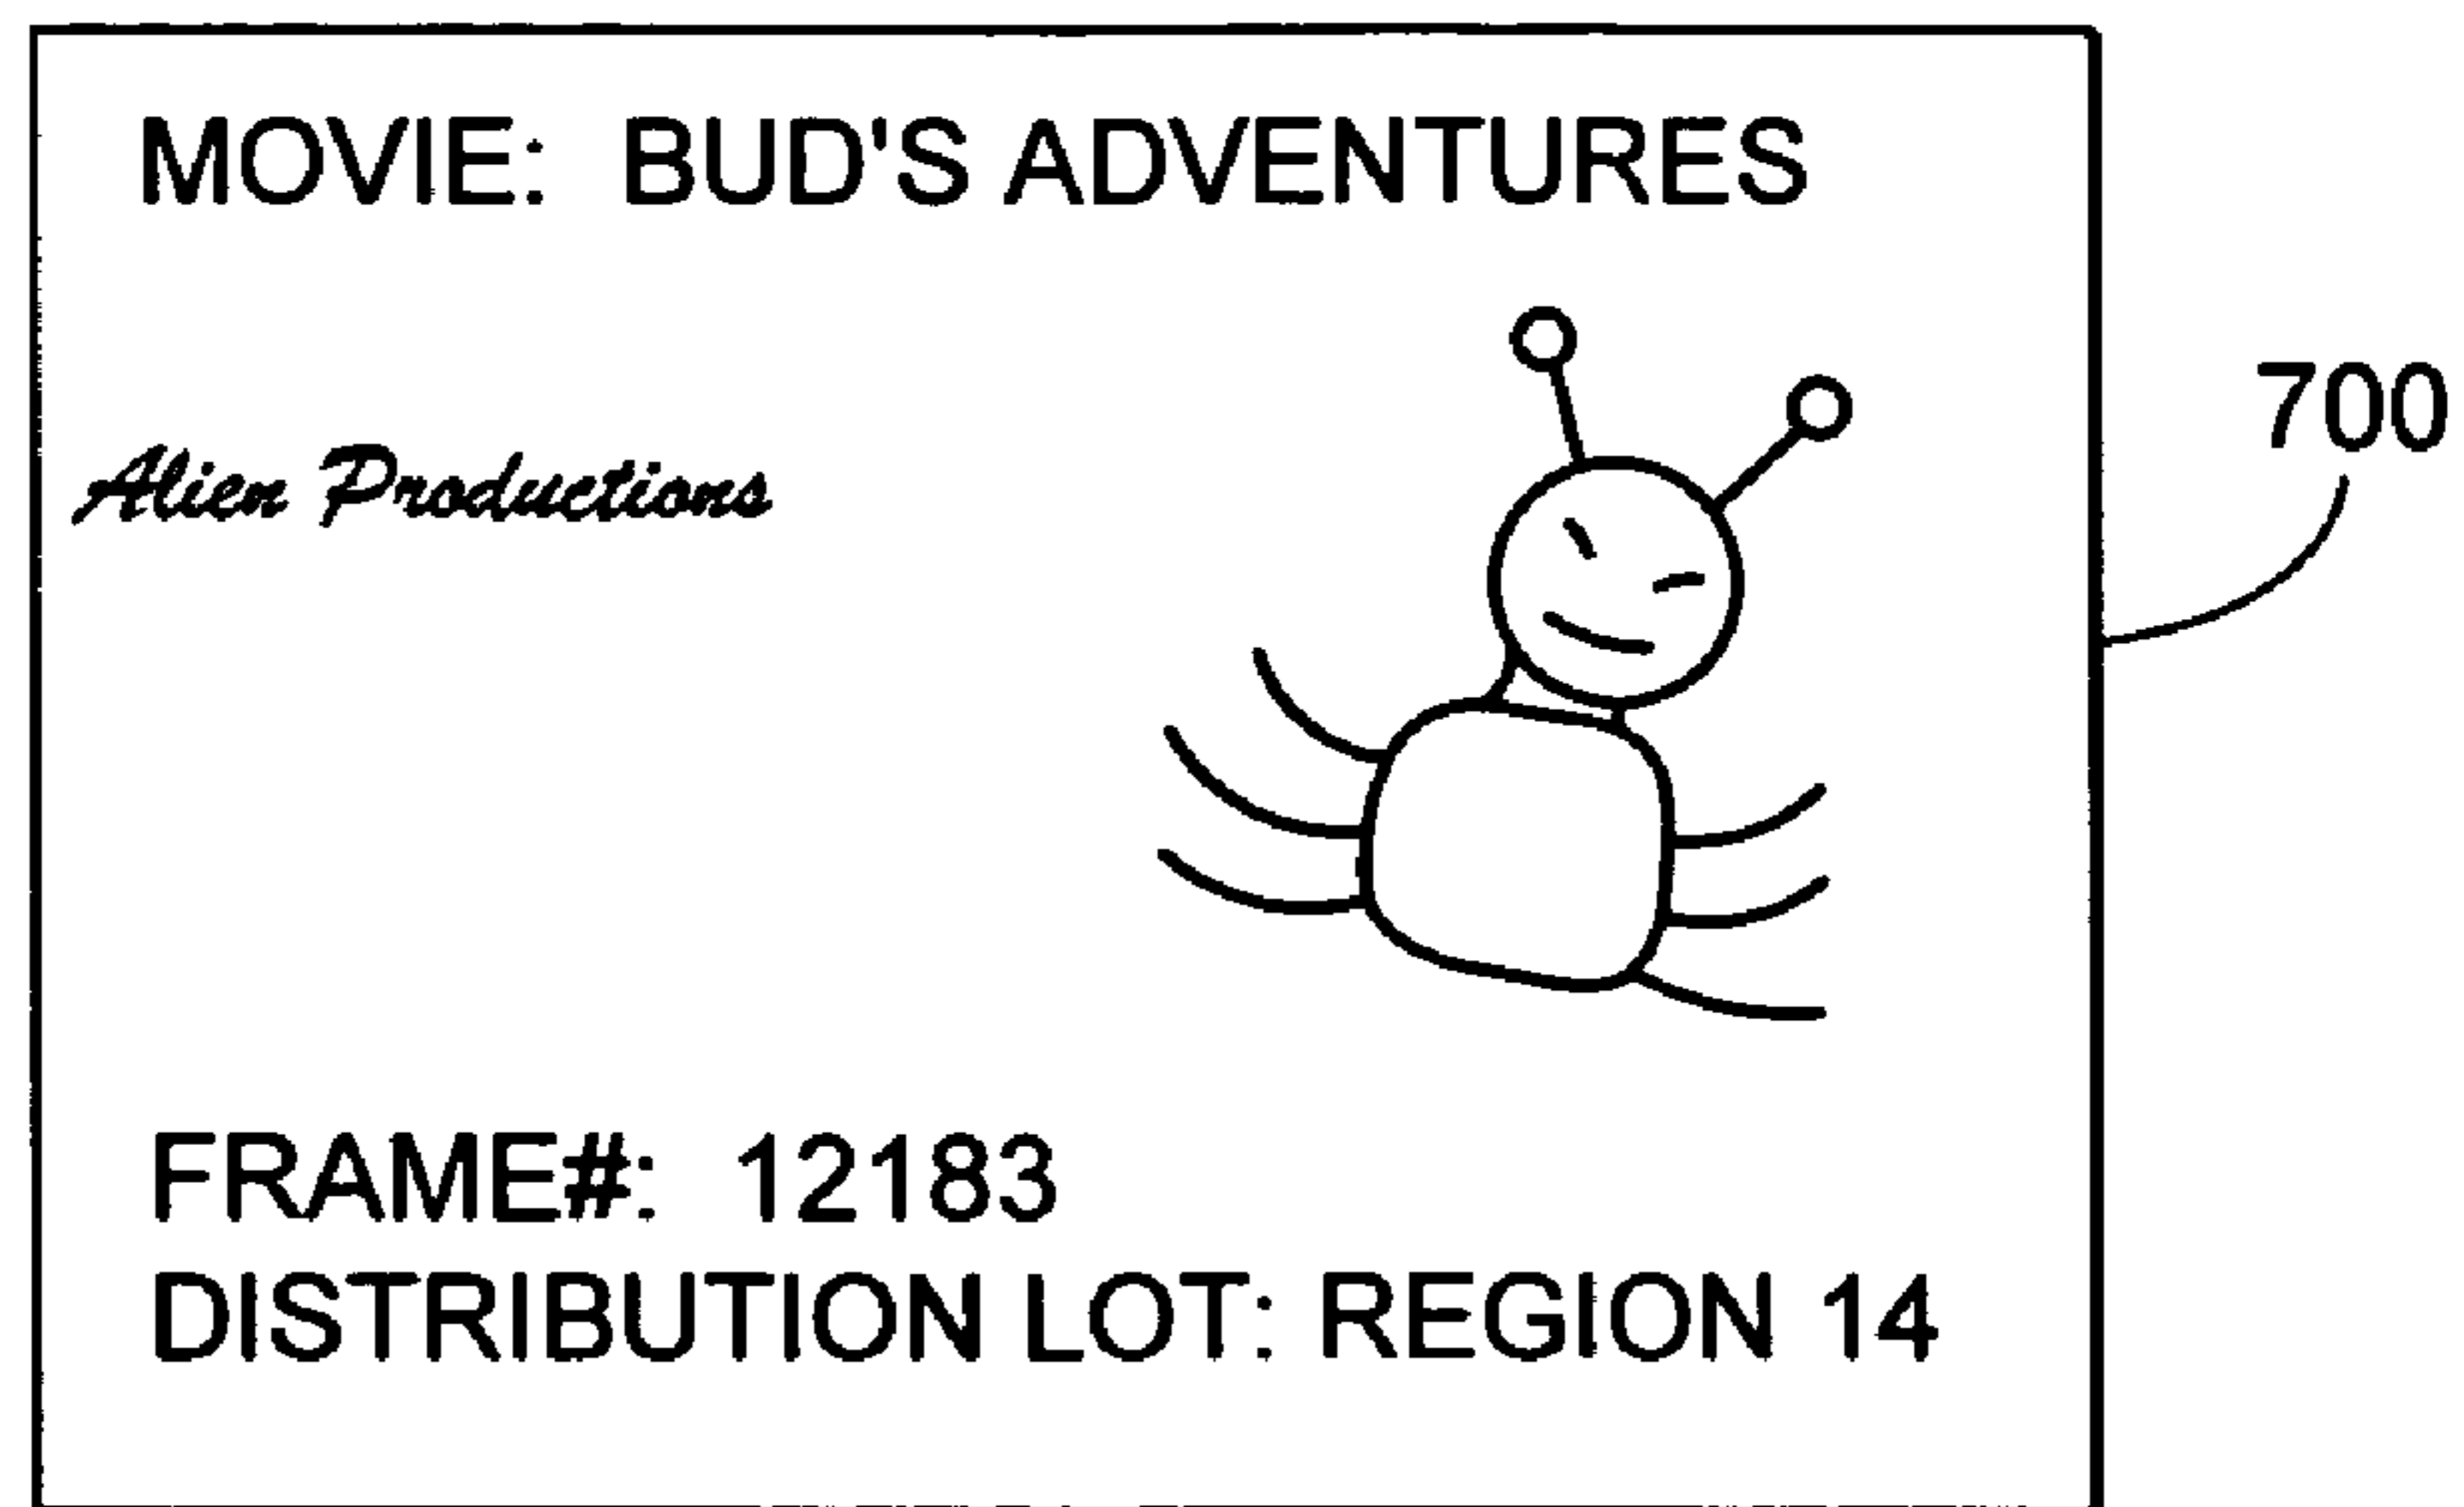 MOVIE: BUD'S ADVENTURES
700
Alien Productions
FRAME#: 12183
DISTRIBUTION LOT: REGION 14